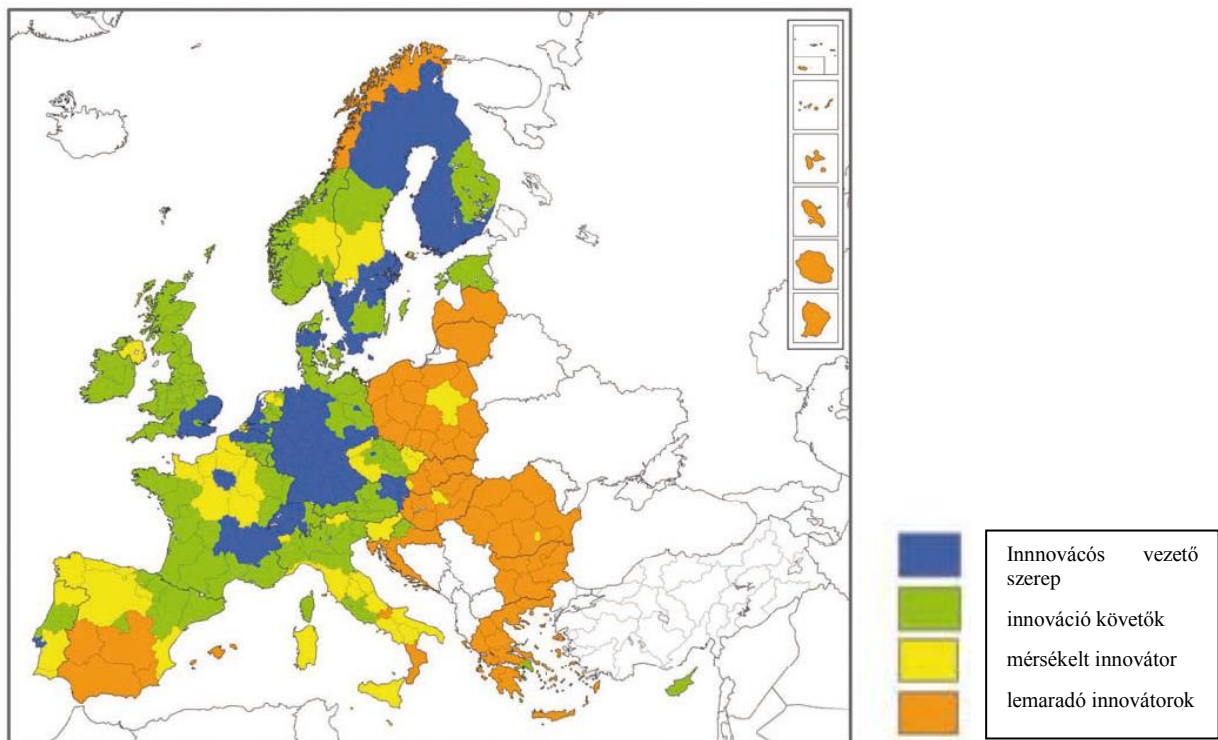 Innnovácós vezető
szerep
innováció követők
mérsékelt innovátor
lemaradó innovátorok